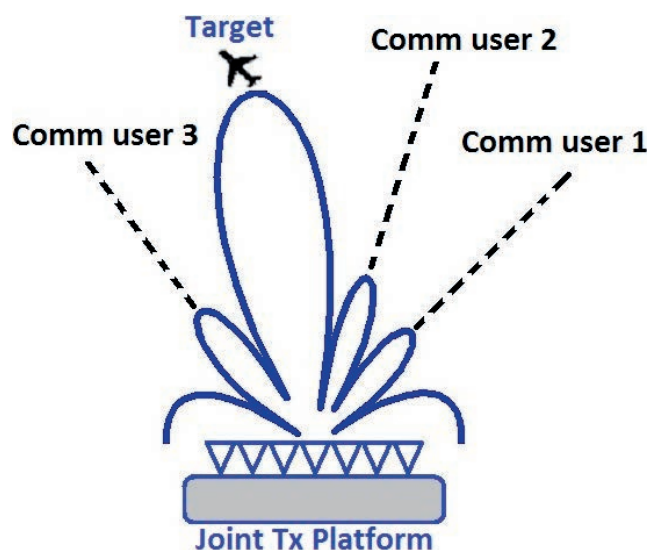 Target
Comm user 2
Comm user 3
Comm user 1
Joint Tx Platform